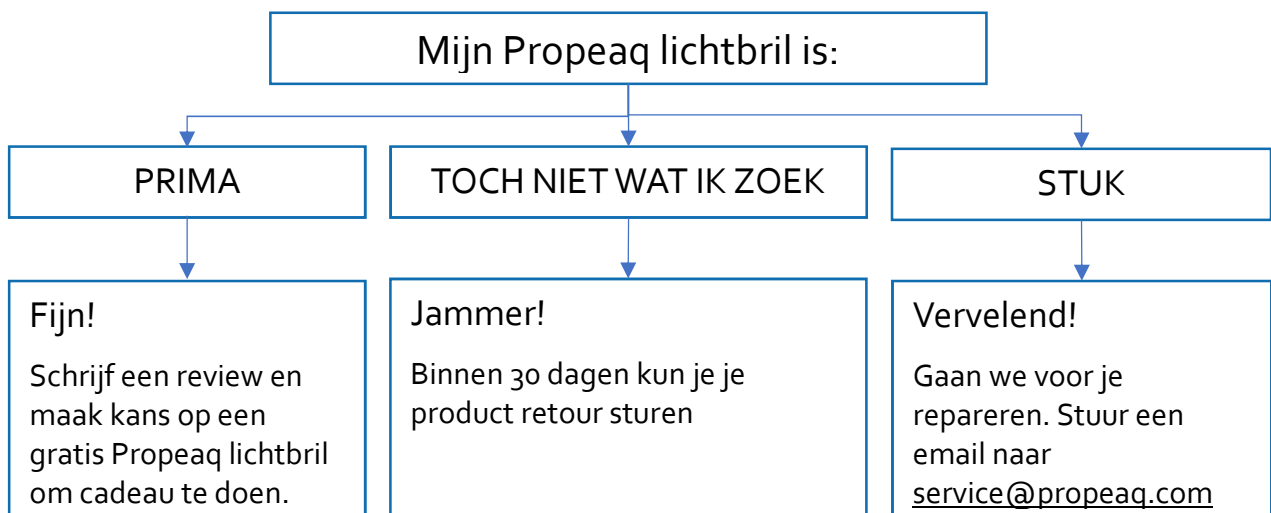 Mijn Propeaq lichtbril is:
PRIMA
TOCH NIET WAT IK ZOEK
STUK
Fijn!
Schrijf een review en
maak kans op een
gratis Propeaq lichtbril
om cadeau te doen.
Jammer!
Binnen 30 dagen kun je je
product retour sturen
Vervelend!
Gaan we voor je
repareren. Stuur een
email naar
service@propeaq.com